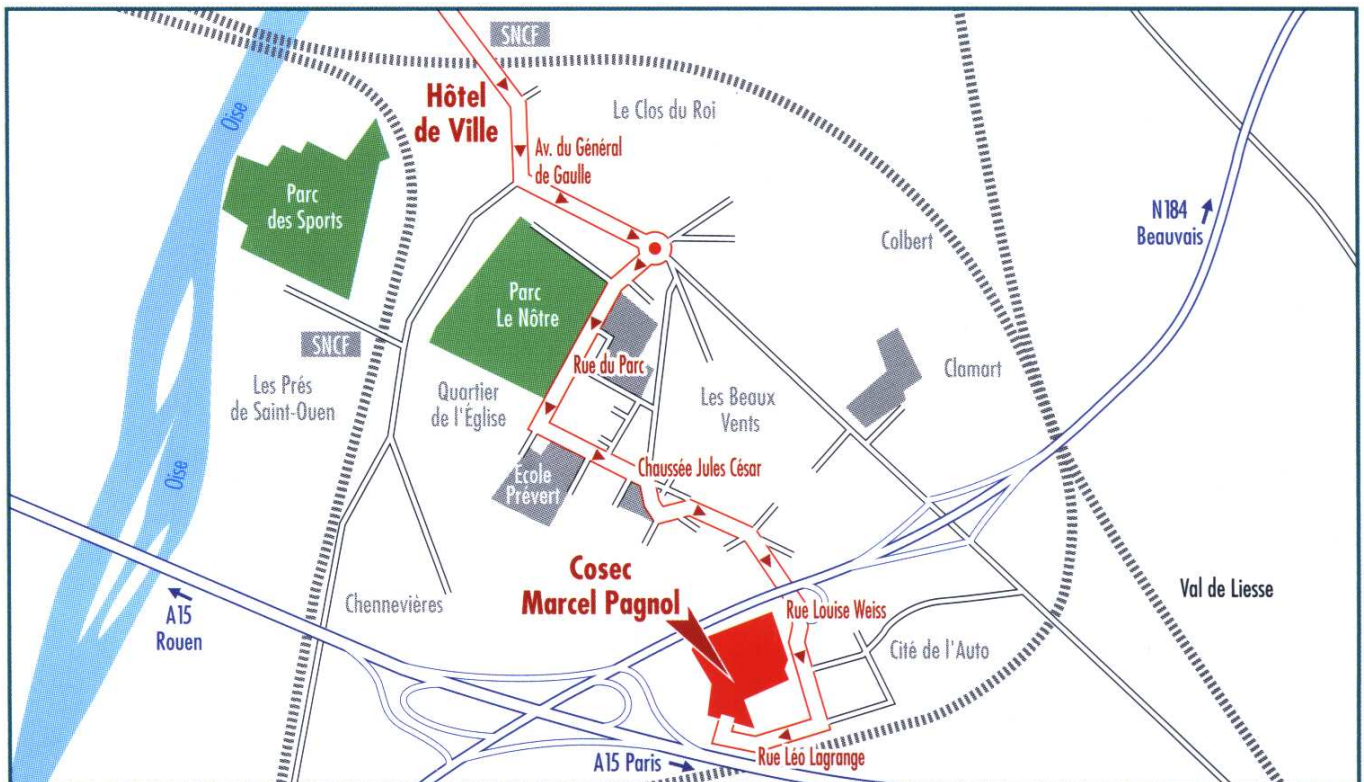 SNCF
Oise
Hôtel
de Ville
Le Clos du Roi
Av. du Général
de Gaulle
Parc
des Sports
N184
Beauvais
Colbert
Parc
Le Nôtre
SNCF
Rue du Parc
Clamart
Les Prés
de Saint-Ouen
Quartier
de l'Église
Les Beaux
Vents
Oise
Ecole
Prévert
Chaussée Jules César
Cosec
Marcel Pagnol
Chennevières
A15
Rouen
Rue Louise Weiss
Val de Liesse
Cité de l'Auto
A15 Paris
Rue Léo Lagrange